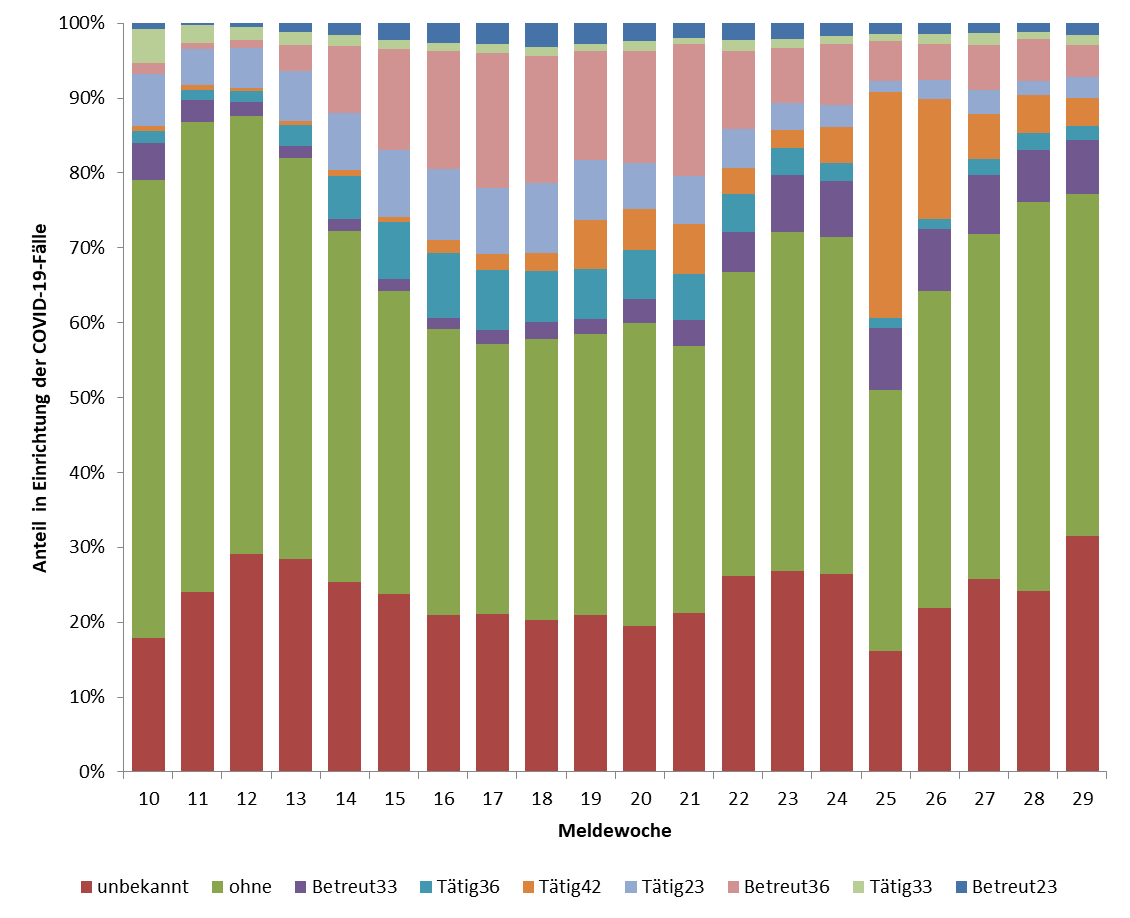 100%
90%
80%
70%
60%
50%
40%
30%
20%
10%
0%
Anteil in Einrichtung der COVID-19-Fälle
10 11 12 13 14 15 16 17 18 19 20 21 22 23 24 25 26 27 28 29
Meldewoche
unbekannt ohne Betreut33 Tätig36 Tätig42 Tätig23 Betreut36 Tätig33 Betreut23